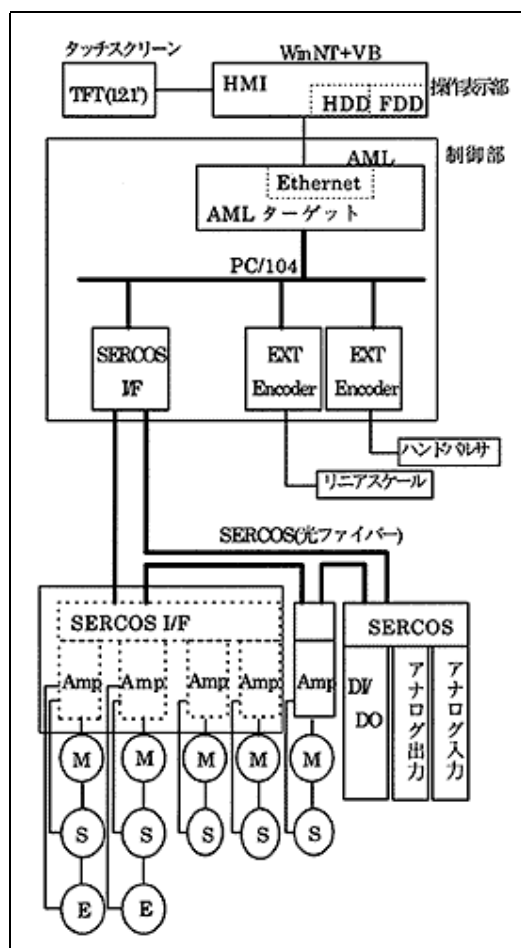 タッチスクリーン
TFT(12.1")
WinNT+VB
HMI
HDD FDD
操作表示部
制御部
AML
Ethernet
AML ターゲット
PC/104
SERCOS
I/F
EXT
Encoder
EXT
Encoder
ハンドパルサ
リニアスケール
SERCOS(光ファイバー)
SERCOS I/F
SERCOS
Amp
Amp
Amp
Amp
Amp
DI/
DO
アナログ出力
アナログ入力
M
M
M
M
M
S
S
S
S
S
E
E